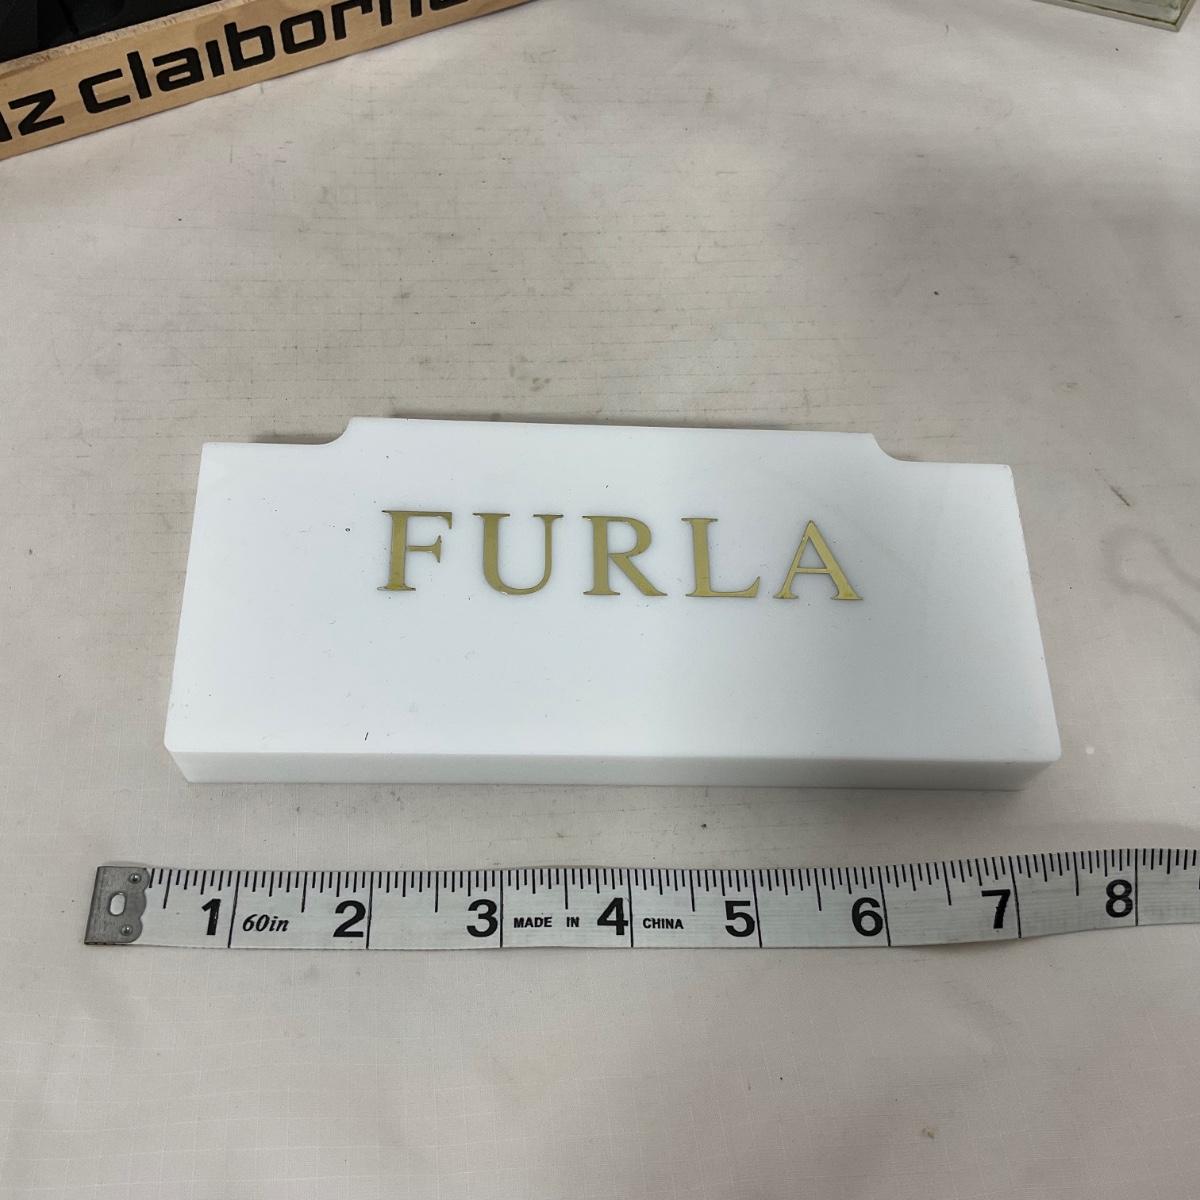 iz claiborne
FURLA
1 60in 2 3 MADE IN 4 CHINA 5 6 7 8